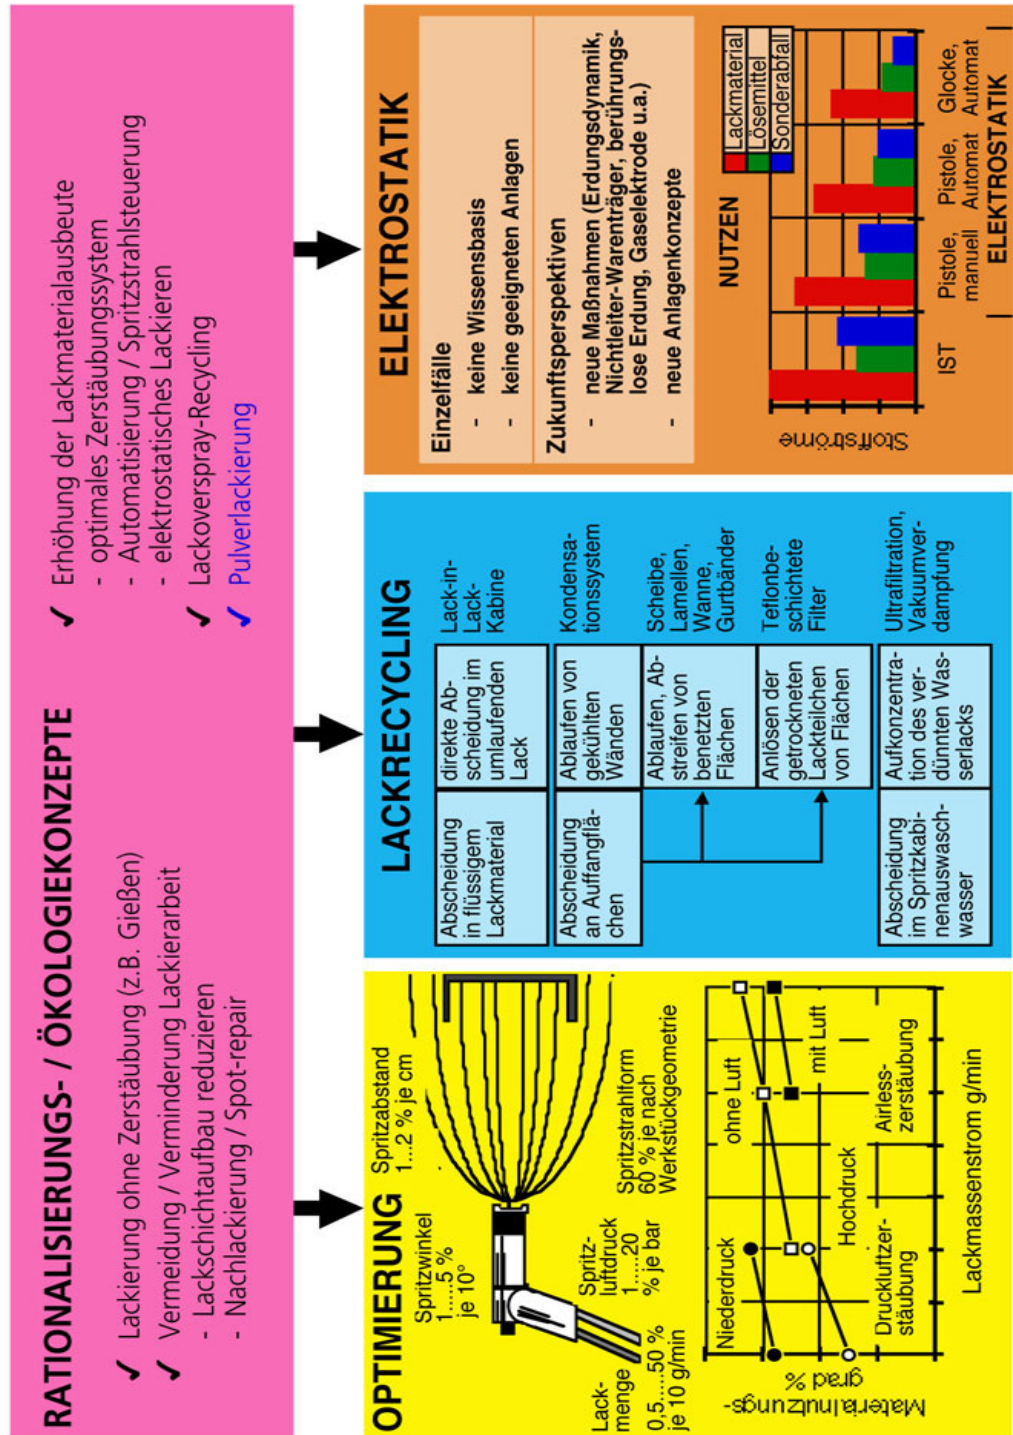 RATIONALISIERUNGS- / ÖKOLOGIEKONZEPTE
✓ Lackierung ohne Zerstäubung (z.B. Gießen)
✓ Vermeidung / Verminderung Lackierarbeit
- Lackschichtaufbau reduzieren
- Nachlackierung / Spot-repair
✓ Erhöhung der Lackmaterialausbeute
- optimales Zerstäubungssystem
- Automatisierung / Spritzstrahlsteuerung
- elektrostatisches Lackieren
✓ Lackoverspray-Recycling
✓ Pulverlackierung
OPTIMIERUNG
Spritzwinkel
1.....5 %
je 10°
Spritzabstand
1...2 % je cm
Lack-
menge
0,5.....50 %
je 10 g/min
Spritz-
luftdruck
1.....20
% je bar
Spritzstrahlform
60 % je nach
Werkstückgeometrie
Materialnutzungs-
grad %
Niederdruck
ohne Luft
mit Luft
Hochdruck
Druckluftzer-
stäubung
Airless-
zerstäubung
Lackmassenstrom g/min
LACKRECYCLING
Abscheidung
in flüssigem
Lackmaterial
direkte Ab-
scheidung im
umlaufenden
Lack
Lack-in-
Lack-
Kabine
Abscheidung
an Auffangflä-
chen
Ablaufen von
gekühlten
Wänden
Kondensa-
tionssystem
Ablaufen, Ab-
streifen von
benetzten
Flächen
Scheibe,
Lamellen,
Wanne,
Gurtbänder
Anlösen der
getrockneten
Lackteilchen
von Flächen
Teflonbe-
schichtete
Filter
Abscheidung
im Spritzkabi-
nenauswasch-
wasser
Aufkonzentra-
tion des ver-
dünnten Was-
serlacks
Ultrafiltration,
Vakuumver-
dampfung
ELEKTROSTATIK
Einzelfälle
- keine Wissensbasis
- keine geeigneten Anlagen
Zukunftsperspektiven
- neue Maßnahmen (Erdungsdynamik,
Nichtleiter-Warenträger, berührungs-
lose Erdung, Gaselektrode u.a.)
- neue Anlagenkonzepte
NUTZEN
Lackmaterial
Lösemittel
Sonderabfall
Stoffströme
IST
Pistole,
manuell
Pistole,
Automat
Glocke,
Automat
ELEKTROSTATIK